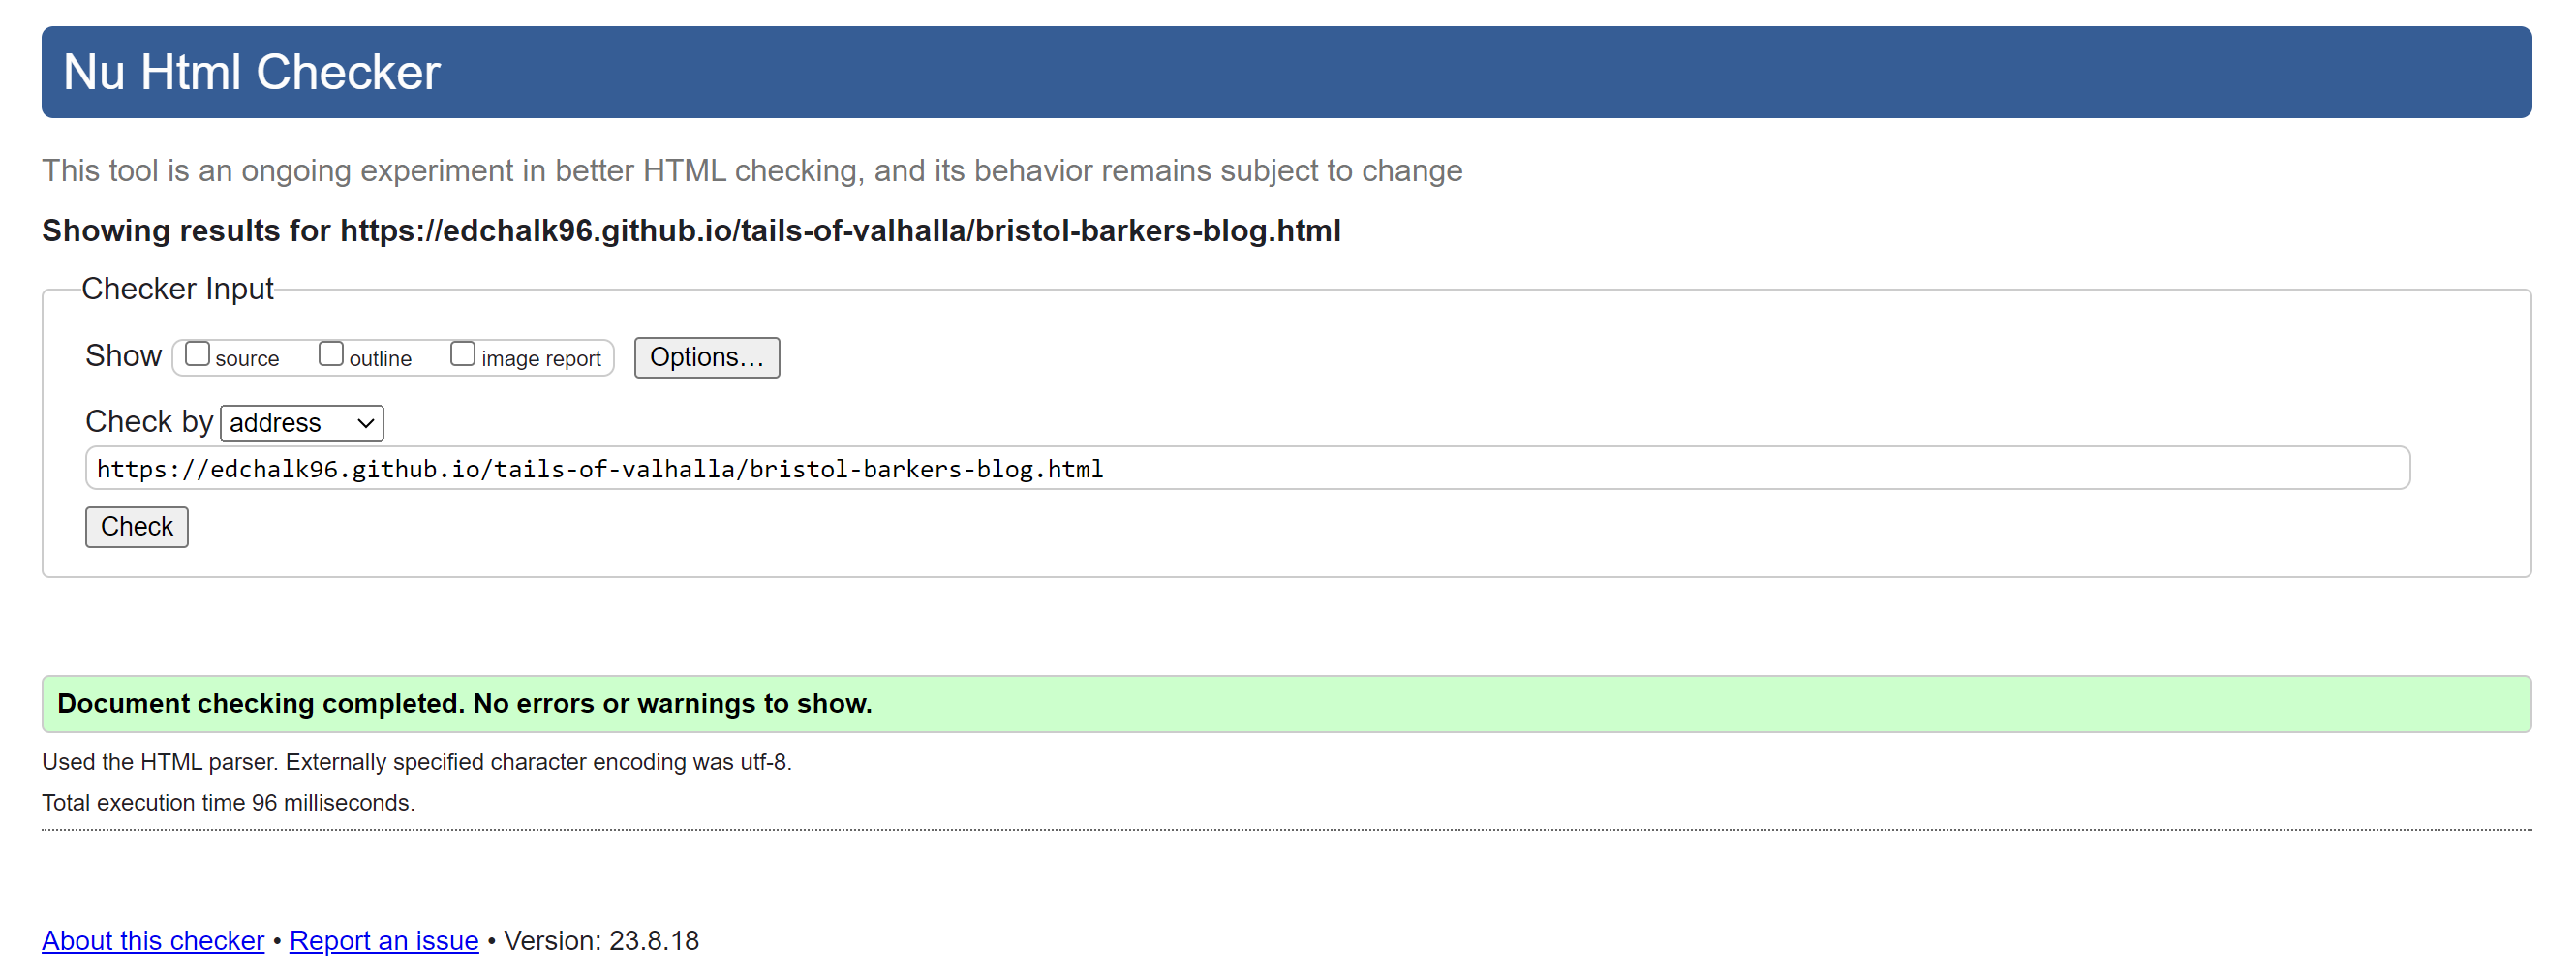 Nu Html Checker
This tool is an ongoing experiment in better HTML checking, and its behavior remains subject to change
Showing results for https://edchalk96.github.io/tails-of-valhalla/bristol-barkers-blog.html
Checker Input
Show source outline image report Options...
Check by address
https://edchalk96.github.io/tails-of-valhalla/bristol-barkers-blog.html
Check
Document checking completed. No errors or warnings to show.
Used the HTML parser. Externally specified character encoding was utf-8.
Total execution time 96 milliseconds.
About this checker • Report an issue • Version: 23.8.18